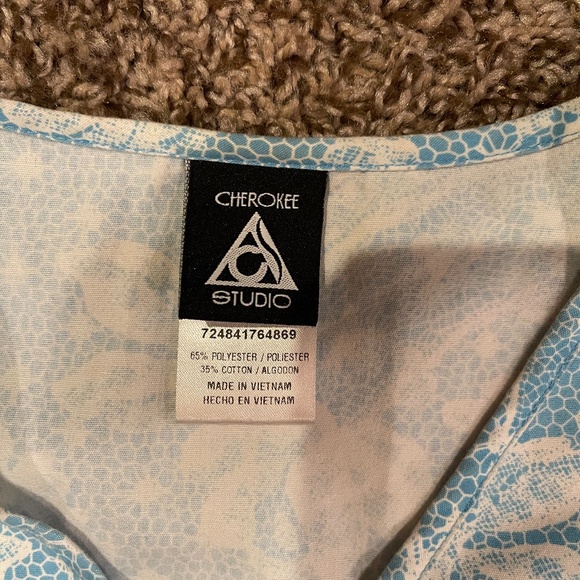 CHEROKEE
STUDIO
724841764869
65% POLYESTER / POLIESTER
35% COTTON / ALGODON
MADE IN VIETNAM
HECHO EN VIETNAM